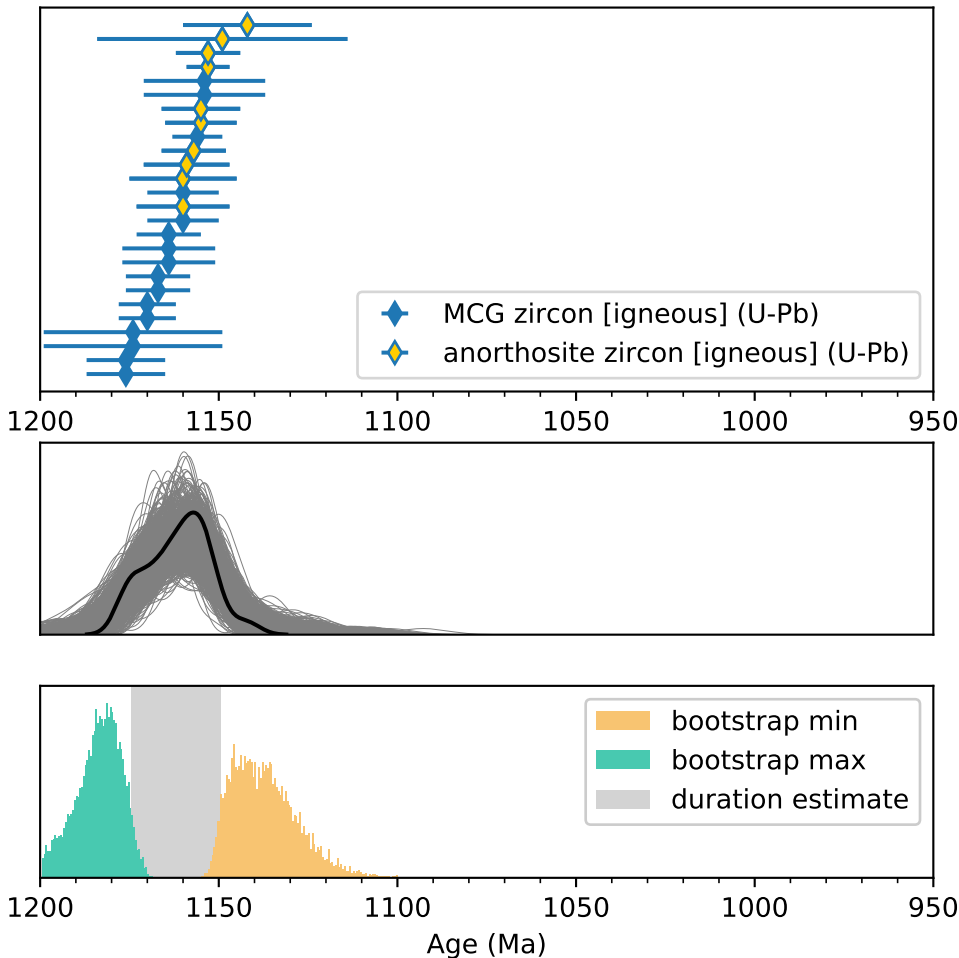 MCG zircon [igneous] (U-Pb)
anorthosite zircon [igneous] (U-Pb)
1200 1150 1100 1050 1000 950
bootstrap min
bootstrap max
duration estimate
1200 1150 1100 1050 1000 950
Age (Ma)